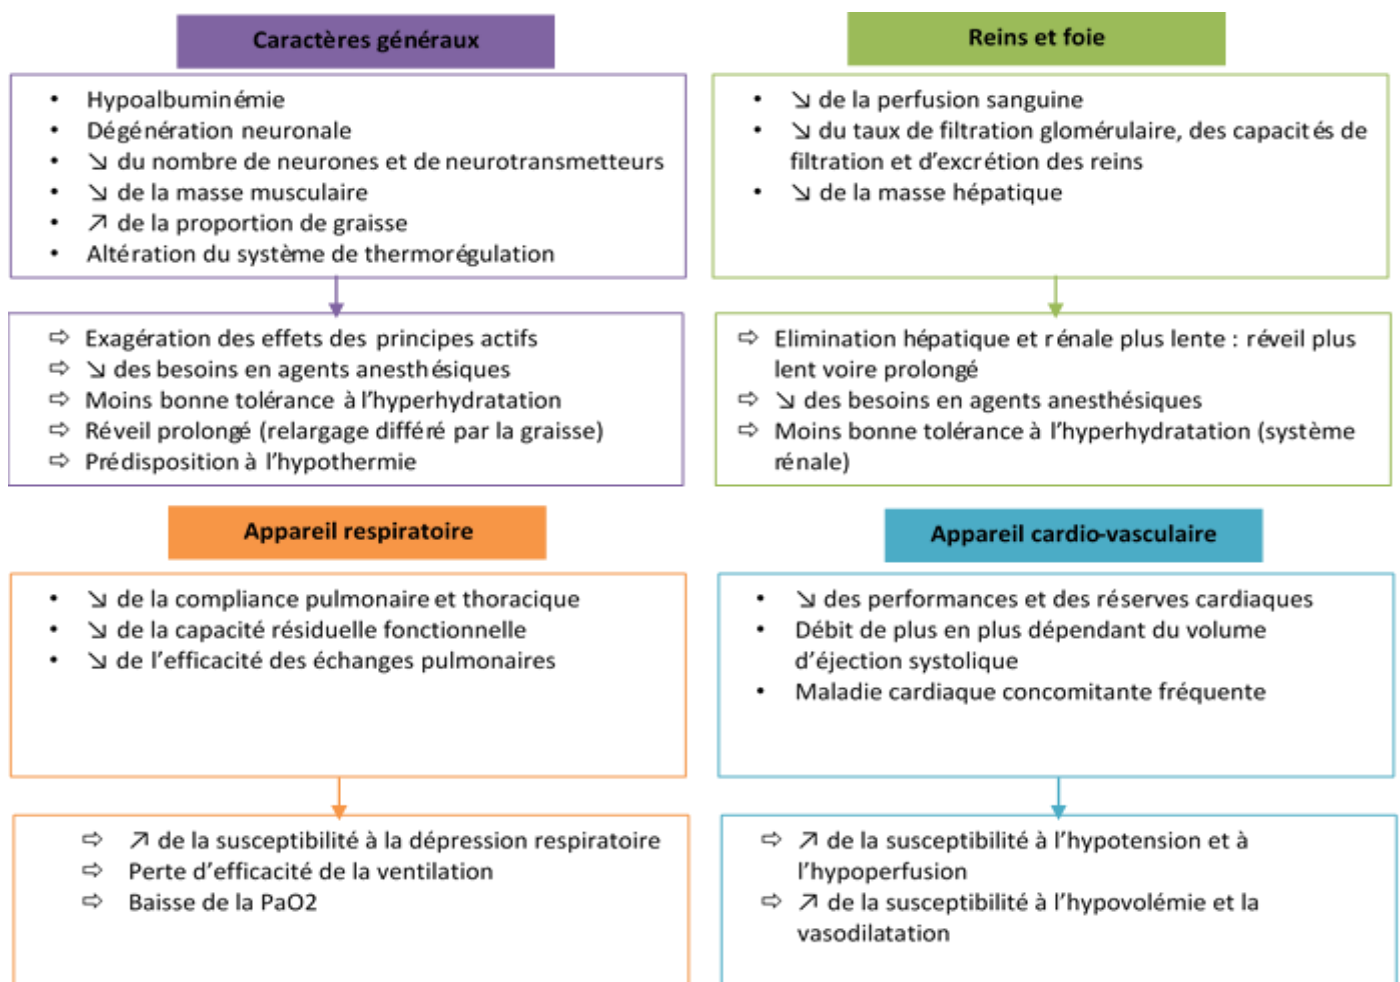 Caractères généraux
• Hypoalbuminémie
• Dégénération neuronale
• ↘ du nombre de neurones et de neurotransmetteurs
• ↘ de la masse musculaire
• ↗ de la proportion de graisse
• Altération du système de thermorégulation
⇨ Exagération des effets des principes actifs
⇨ ↘ des besoins en agents anesthésiques
⇨ Moins bonne tolérance à l'hyperhydratation
⇨ Réveil prolongé (relargage différé par la graisse)
⇨ Prédisposition à l'hypothermie
Reins et foie
• ↘ de la perfusion sanguine
• ↘ du taux de filtration glomérulaire, des capacités de
filtration et d'excrétion des reins
• ↘ de la masse hépatique
⇨ Elimination hépatique et rénale plus lente : réveil plus
lent voire prolongé
⇨ ↘ des besoins en agents anesthésiques
⇨ Moins bonne tolérance à l'hyperhydratation (système
rénale)
Appareil respiratoire
• ↘ de la compliance pulmonaire et thoracique
• ↘ de la capacité résiduelle fonctionnelle
• ↘ de l'efficacité des échanges pulmonaires
⇨ ↗ de la susceptibilité à la dépression respiratoire
⇨ Perte d'efficacité de la ventilation
⇨ Baisse de la PaO2
Appareil cardio-vasculaire
• ↘ des performances et des réserves cardiaques
• Débit de plus en plus dépendant du volume
d'éjection systolique
• Maladie cardiaque concomitante fréquente
⇨ ↗ de la susceptibilité à l'hypotension et à
l'hypoperfusion
⇨ ↗ de la susceptibilité à l'hypovolémie et la
vasodilatation